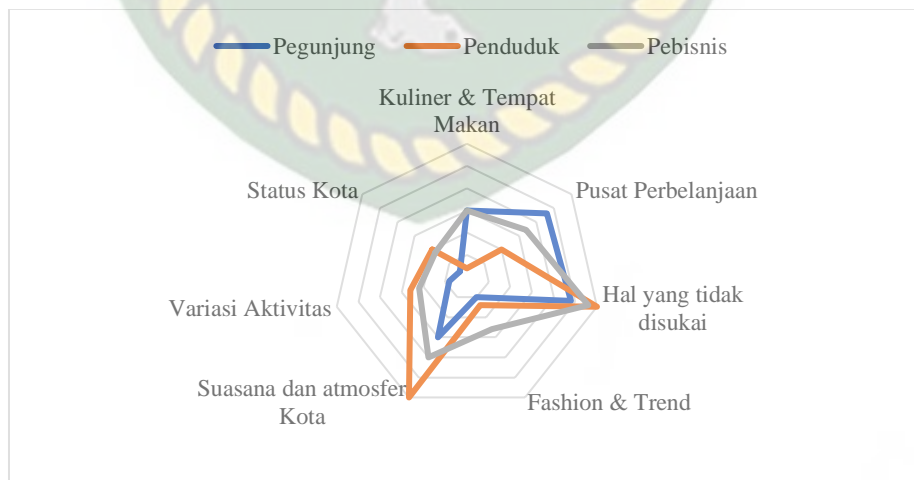 Pegunjung Penduduk Pebisnis
Kuliner & Tempat
Makan
Status Kota
Pusat Perbelanjaan
Variasi Aktivitas
Hal yang tidak
disukai
Suasana dan atmosfer
Kota
Fashion & Trend